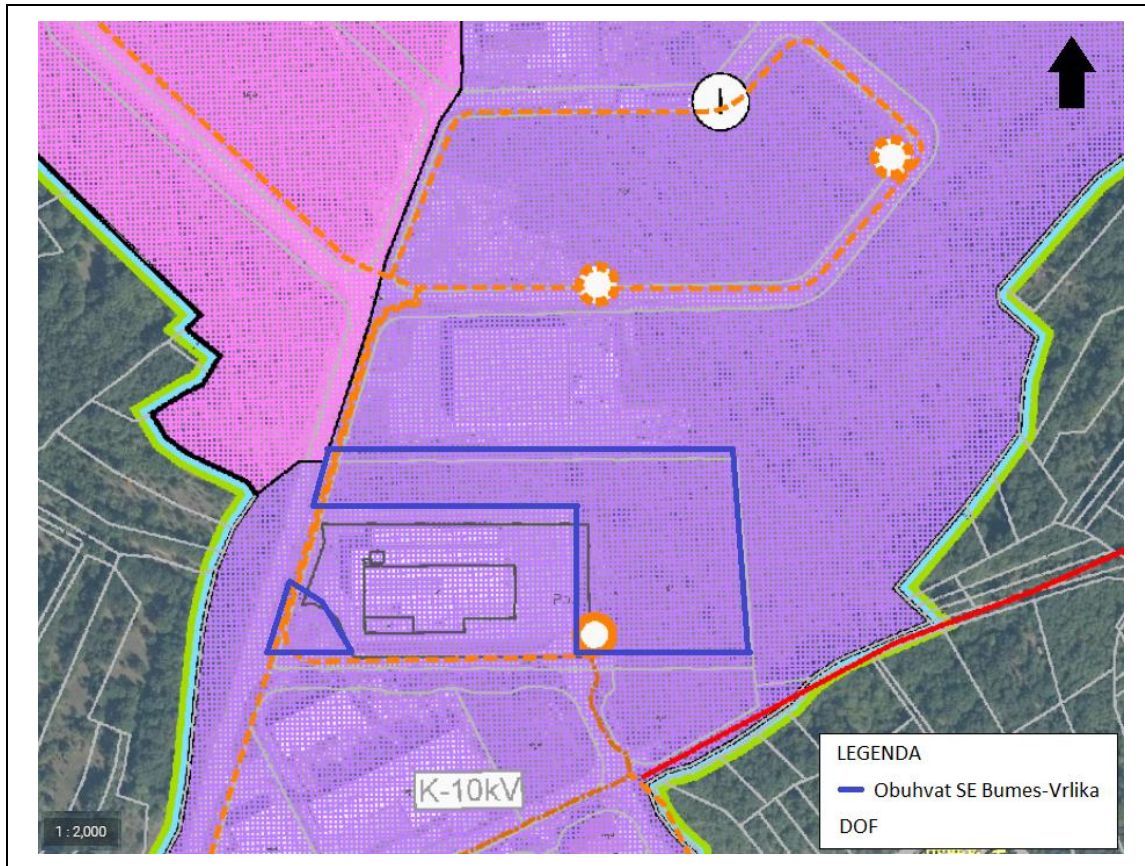 I
K-10kV
1 : 2,000
LEGENDA
Obuhvat SE Bumes-Vrlika
DOF